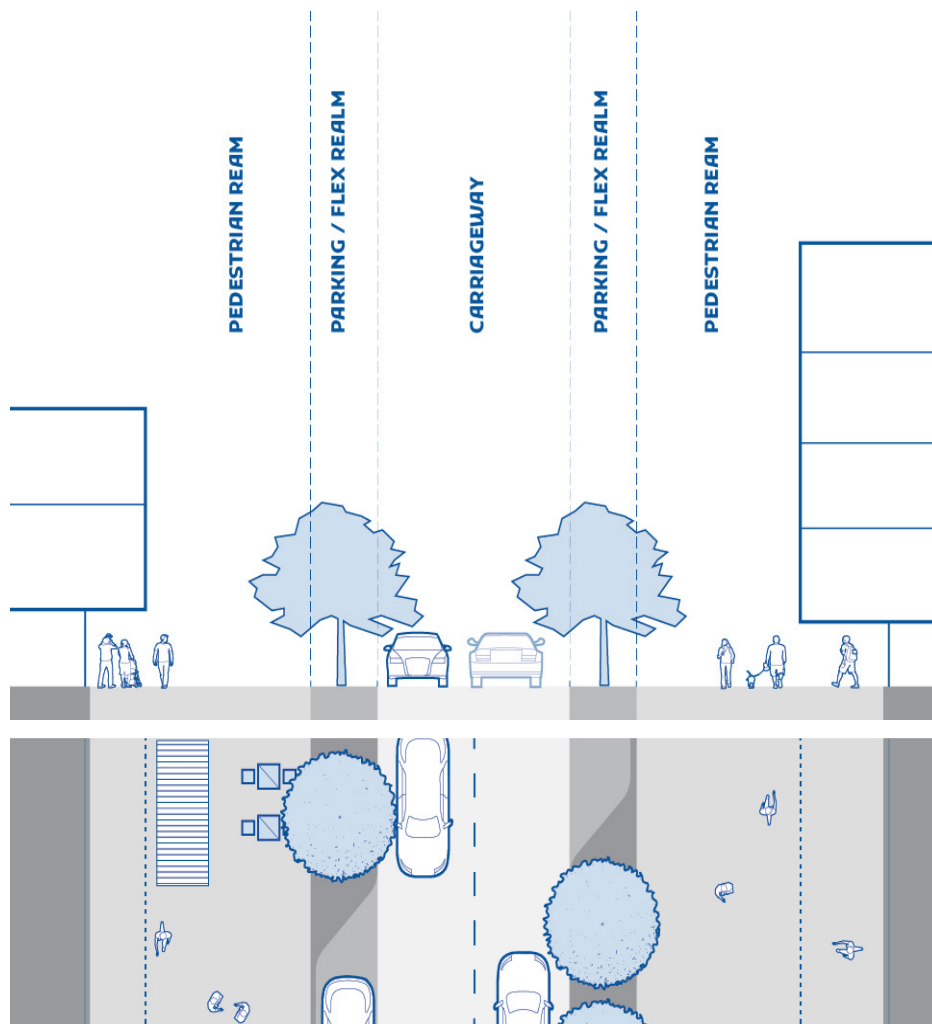 PEDESTRIAN REAM
PARKING / FLEX REALM
CARRIAGEWAY
PARKING / FLEX REALM
PEDESTRIAN REAM